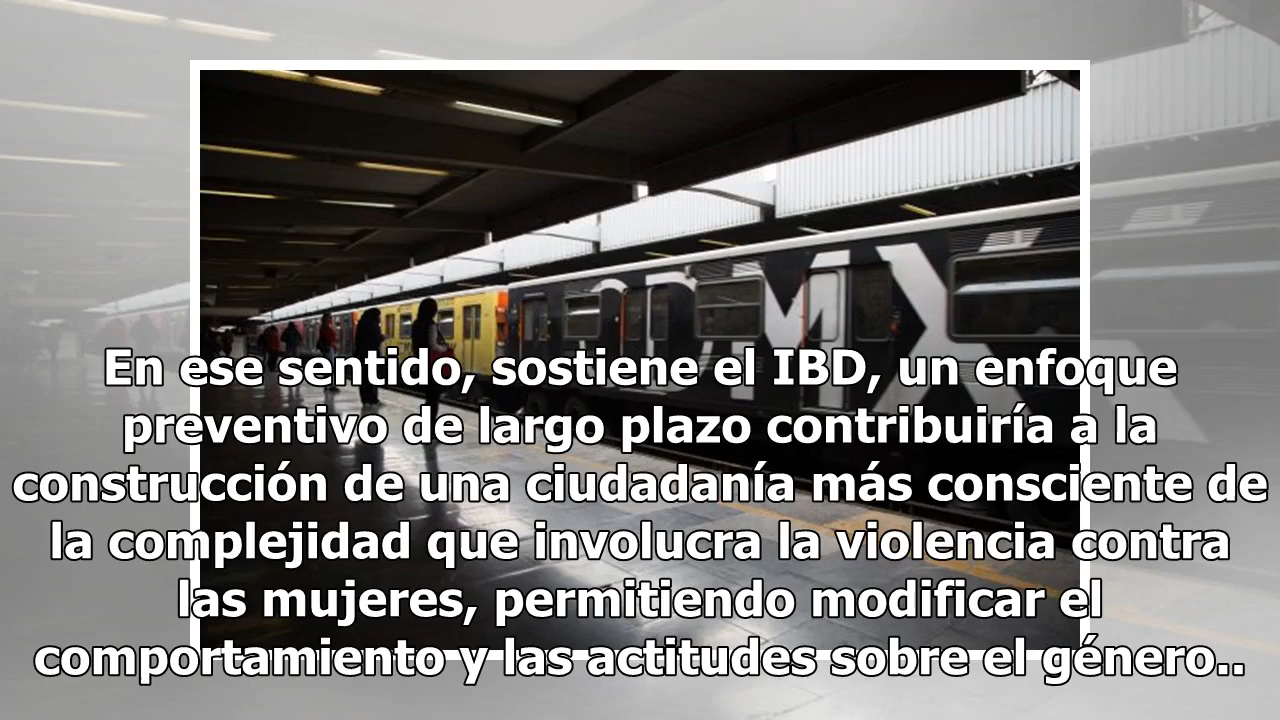 CDMX
En ese sentido, sostiene el IBD, un enfoque
preventivo de largo plazo contribuiría a la
construcción de una ciudadanía más consciente de
la complejidad que involucra la violencia contra
las mujeres, permitiendo modificar el
comportamiento y las actitudes sobre el género..